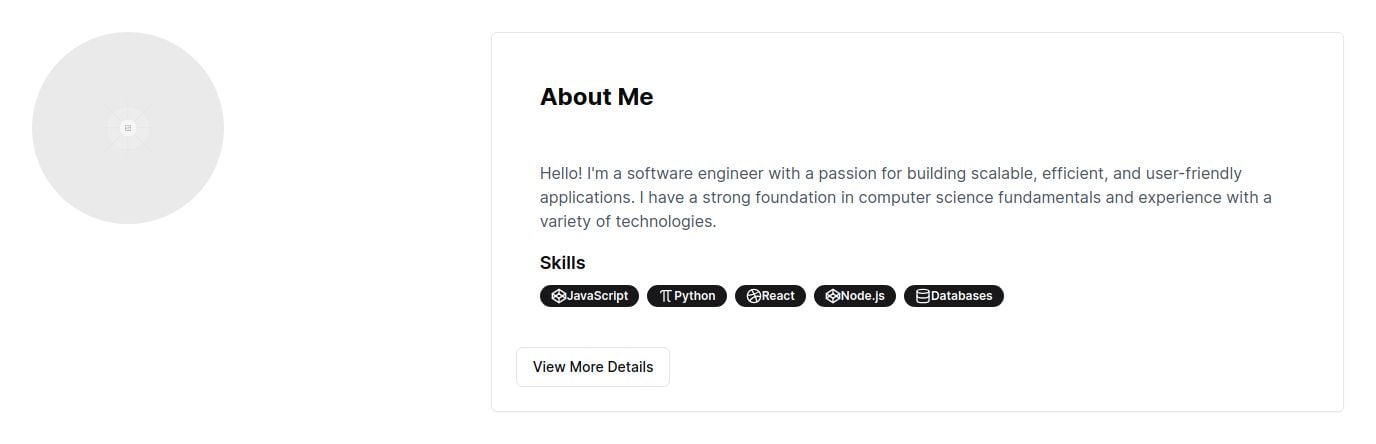 About Me
Hello! I'm a software engineer with a passion for building scalable, efficient, and user-friendly
applications. I have a strong foundation in computer science fundamentals and experience with a
variety of technologies.
Skills
JavaScript Python React Node.js Databases
View More Details